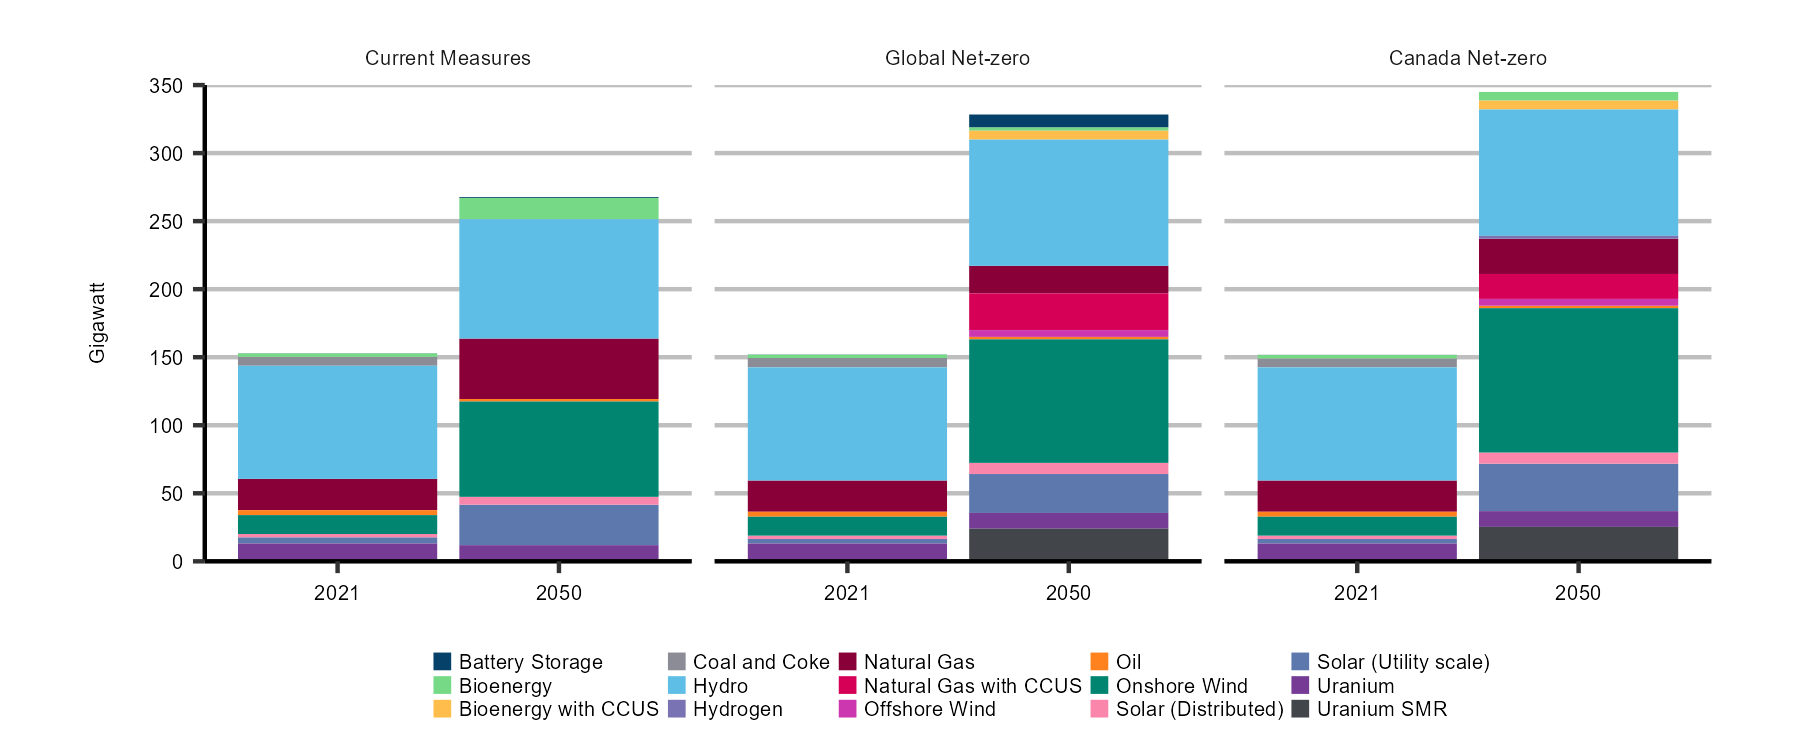 Current Measures Global Net-zero Canada Net-zero
350
300
250
200
150
100
50
0
Gigawatt
2021 2050 2021 2050 2021 2050
Battery Storage Coal and Coke Natural Gas Oil Solar (Utility scale)
Bioenergy Hydro Natural Gas with CCUS Onshore Wind Uranium
Bioenergy with CCUS Hydrogen Offshore Wind Solar (Distributed) Uranium SMR